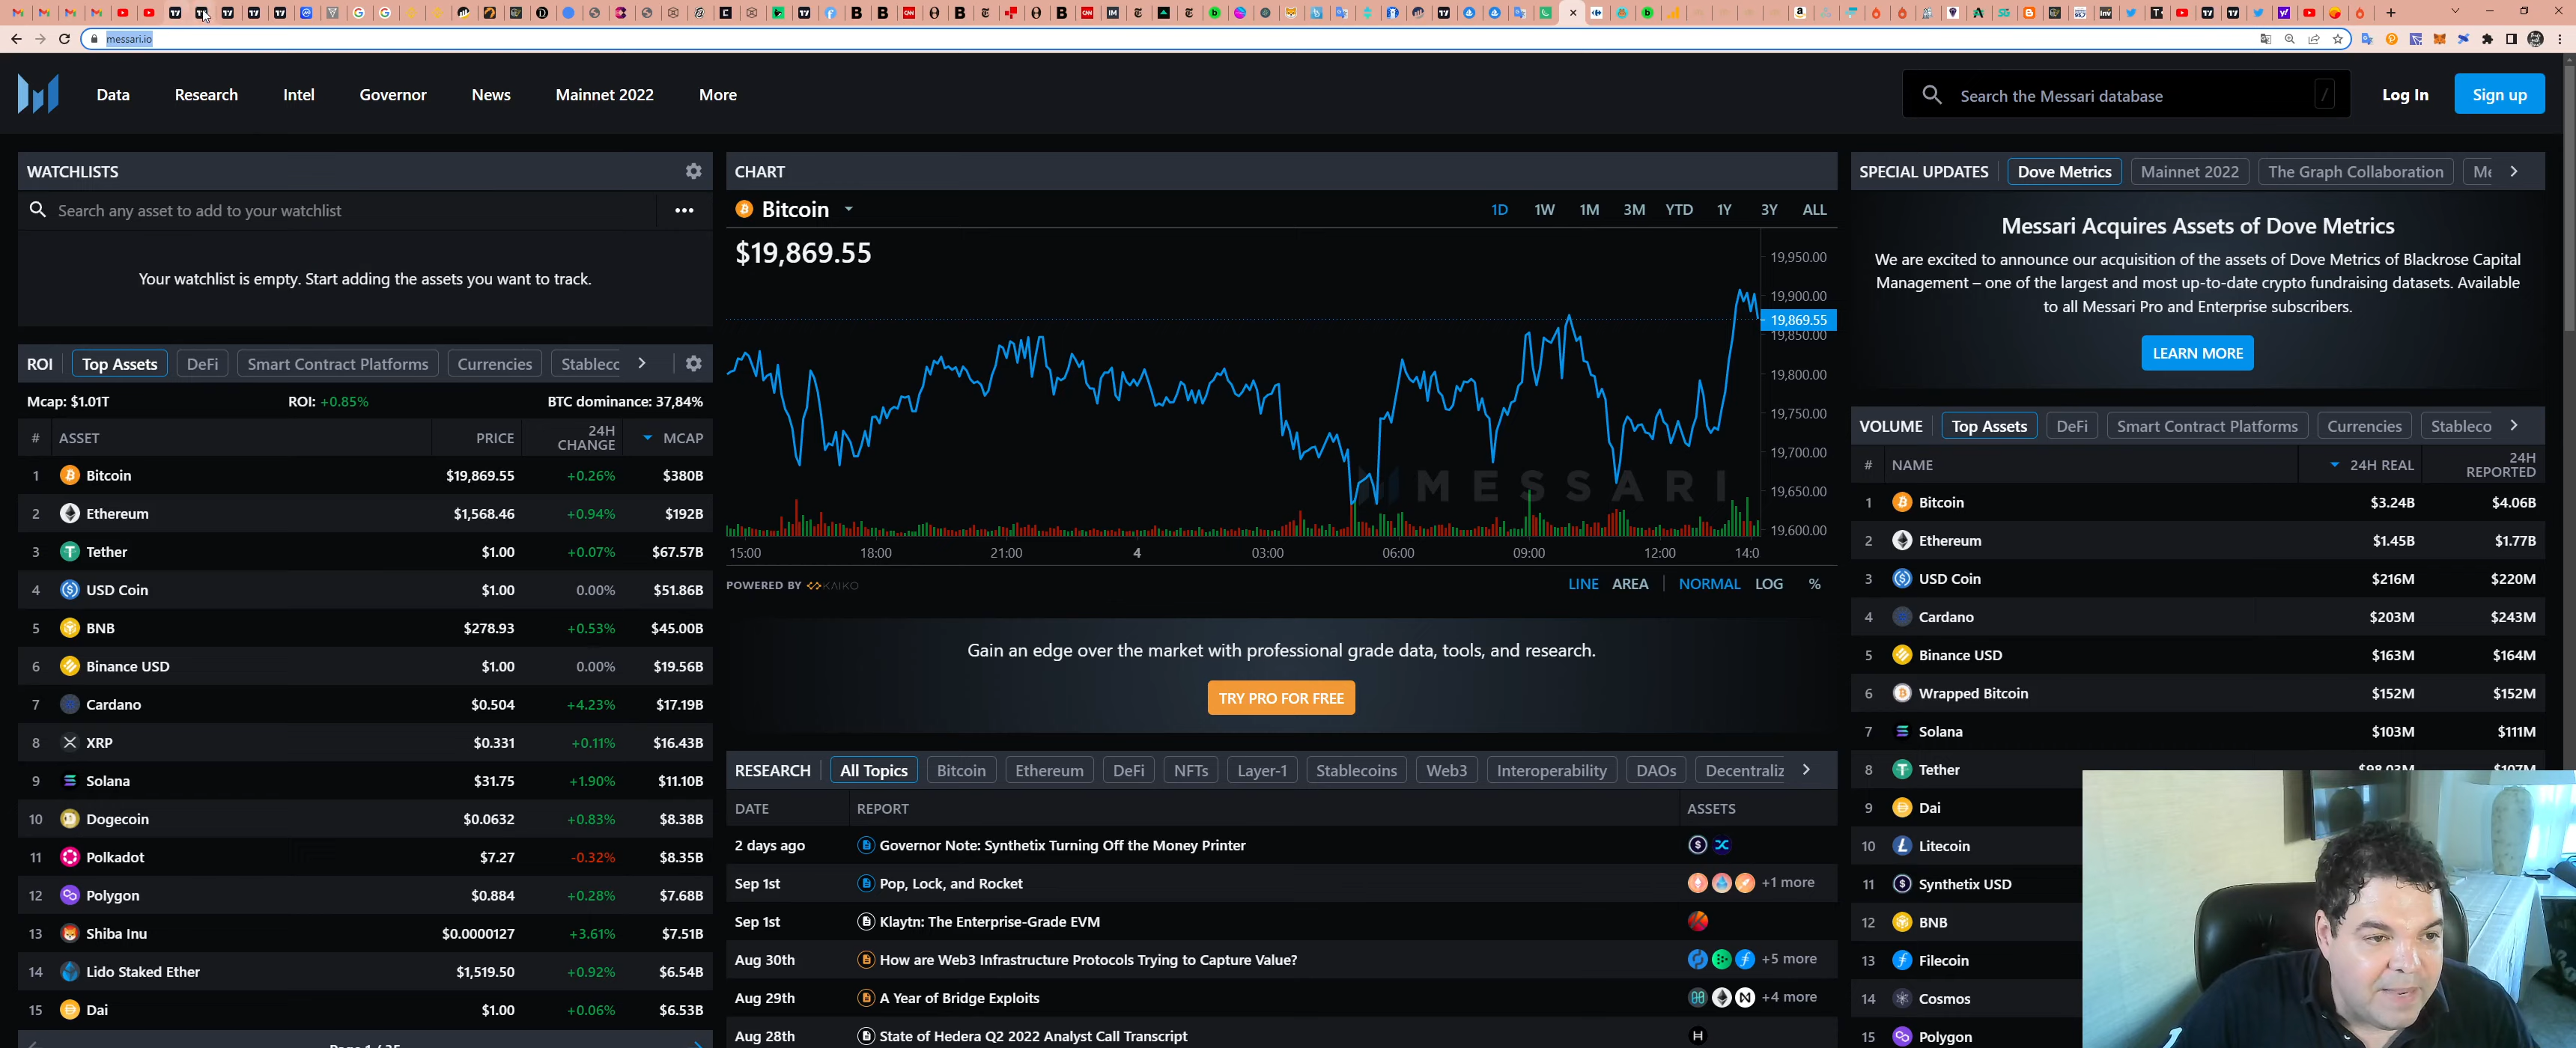 messari.io
Data Research Intel Governor News Mainnet 2022 More
Search the Messari database /
Log In
Sign up
WATCHLISTS
Search any asset to add to your watchlist
Your watchlist is empty. Start adding the assets you want to track.
ROI Top Assets DeFi Smart Contract Platforms Currencies Stablecc
Mcap: $1.01T ROI: +0.85% BTC dominance: 37,84%
# ASSET PRICE 24H CHANGE MCAP
1 Bitcoin $19,869.55 +0.26% $380B
2 Ethereum $1,568.46 +0.94% $192B
3 Tether $1.00 +0.07% $67.57B
4 USD Coin $1.00 0.00% $51.86B
5 BNB $278.93 +0.53% $45.00B
6 Binance USD $1.00 0.00% $19.56B
7 Cardano $0.504 +4.23% $17.19B
8 XRP $0.331 +0.11% $16.43B
9 Solana $31.75 +1.90% $11.10B
10 Dogecoin $0.0632 +0.83% $8.38B
11 Polkadot $7.27 -0.32% $8.35B
12 Polygon $0.884 +0.28% $7.68B
13 Shiba Inu $0.0000127 +3.61% $7.51B
14 Lido Staked Ether $1,519.50 +0.92% $6.54B
15 Dai $1.00 +0.06% $6.53B
CHART
Bitcoin 1D 1W 1M 3M YTD 1Y 3Y ALL
$19,869.55
19,950.00
19,900.00
19,869.55
19,850.00
19,800.00
19,750.00
19,700.00
19,650.00
19,600.00
MESSARI
15:00 18:00 21:00 4 03:00 06:00 09:00 12:00 14:0
POWERED BY KAIKO
LINE AREA NORMAL LOG %
Gain an edge over the market with professional grade data, tools, and research.
TRY PRO FOR FREE
RESEARCH All Topics Bitcoin Ethereum DeFi NFTs Layer-1 Stablecoins Web3 Interoperability DAOs Decentraliz
DATE REPORT ASSETS
2 days ago Governor Note: Synthetix Turning Off the Money Printer
Sep 1st Pop, Lock, and Rocket +1 more
Sep 1st Klaytn: The Enterprise-Grade EVM
Aug 30th How are Web3 Infrastructure Protocols Trying to Capture Value? +5 more
Aug 29th A Year of Bridge Exploits +4 more
Aug 28th State of Hedera Q2 2022 Analyst Call Transcript
SPECIAL UPDATES Dove Metrics Mainnet 2022 The Graph Collaboration Me
Messari Acquires Assets of Dove Metrics
We are excited to announce our acquisition of the assets of Dove Metrics of Blackrose Capital
Management – one of the largest and most up-to-date crypto fundraising datasets. Available
to all Messari Pro and Enterprise subscribers.
LEARN MORE
VOLUME Top Assets DeFi Smart Contract Platforms Currencies Stableco
# NAME 24H REAL 24H REPORTED
1 Bitcoin $3.24B $4.06B
2 Ethereum $1.45B $1.77B
3 USD Coin $216M $220M
4 Cardano $203M $243M
5 Binance USD $163M $164M
6 Wrapped Bitcoin $152M $152M
7 Solana $103M $111M
8 Tether
9 Dai
10 Litecoin
11 Synthetix USD
12 BNB
13 Filecoin
14 Cosmos
15 Polygon